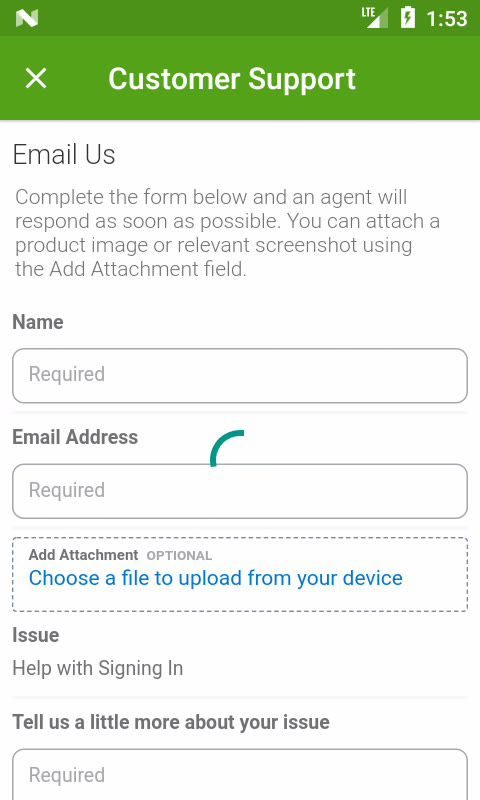 LTE 1:53
Customer Support
Email Us
Complete the form below and an agent will
respond as soon as possible. You can attach a
product image or relevant screenshot using
the Add Attachment field.
Name
Required
Email Address
Required
Add Attachment OPTIONAL
Choose a file to upload from your device
Issue
Help with Signing In
Tell us a little more about your issue
Required